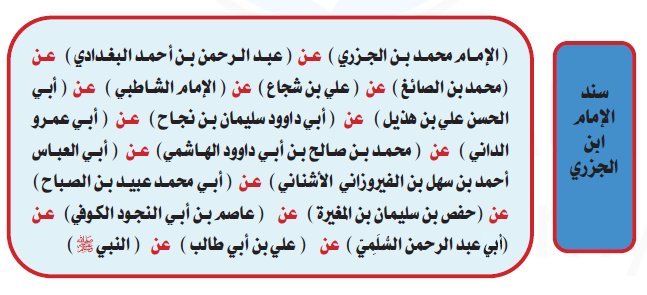 سند
الإمام
ابن
الجزري
( الإمام محمد بن الجزري ) عن ( عبد الرحمن بن أحمد البغدادي ) عن
(محمد بن الصائغ ) عن ( علي بن شجاع ) عن ( الإمام الشاطبي ) عن ( أبي
الحسن علي بن هذيل ) عن ( أبي داوود سليمان بن نجاح ) عن ( أبي عمرو
الداني ) عن ( محمد بن صالح بن أبي داوود الهاشمي) عن ( أبي العباس
أحمد بن سهل بن الفيروزاني الأشناني ) عن ( أبي محمد عبيد بن الصباح )
عن (حفص بن سليمان بن المغيرة ) عن ( عاصم بن أبي النجود الكوفي) عن
(أبي عبد الرحمن السُّلَمِيّ ) عن ( علي بن أبي طالب ) عن ( النبي ﷺ )